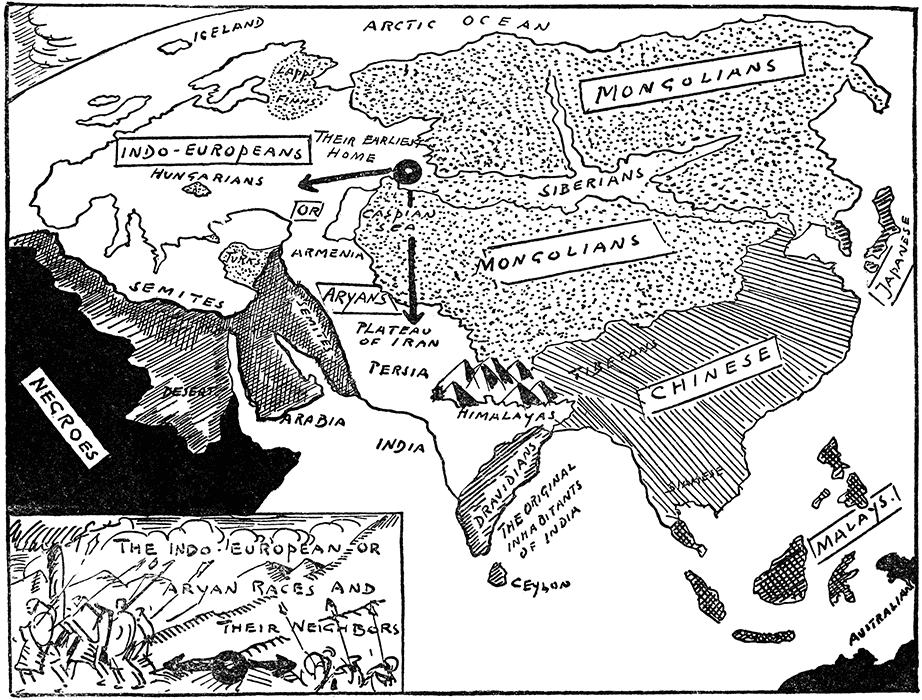 ICELAND
ARCTIC OCEAN
LAPPS
FINNS
MONGOLIANS
INDO-EUROPEANS
THEIR EARLIEST
HOME
HUNGARIANS
SIBERIANS
OR
CASPIAN
SEA
MONGOLIANS
JAPANESE
TURKS
ARMENIA
SEMITES
ARYANS
SEMITES
PLATEAU
OF IRAN
PERSIA
TIBETANS
CHINESE
NEGROES
DESERT
HIMALAYAS
ARABIA
INDIA
DRAVIDIANS
THE ORIGINAL
INHABITANTS
OF INDIA
CEYLON
MALAYS.
AUSTRALIAN
THE INDO-EUROPEAN-OR
ARYAN RACES AND
THEIR NEIGHBORS